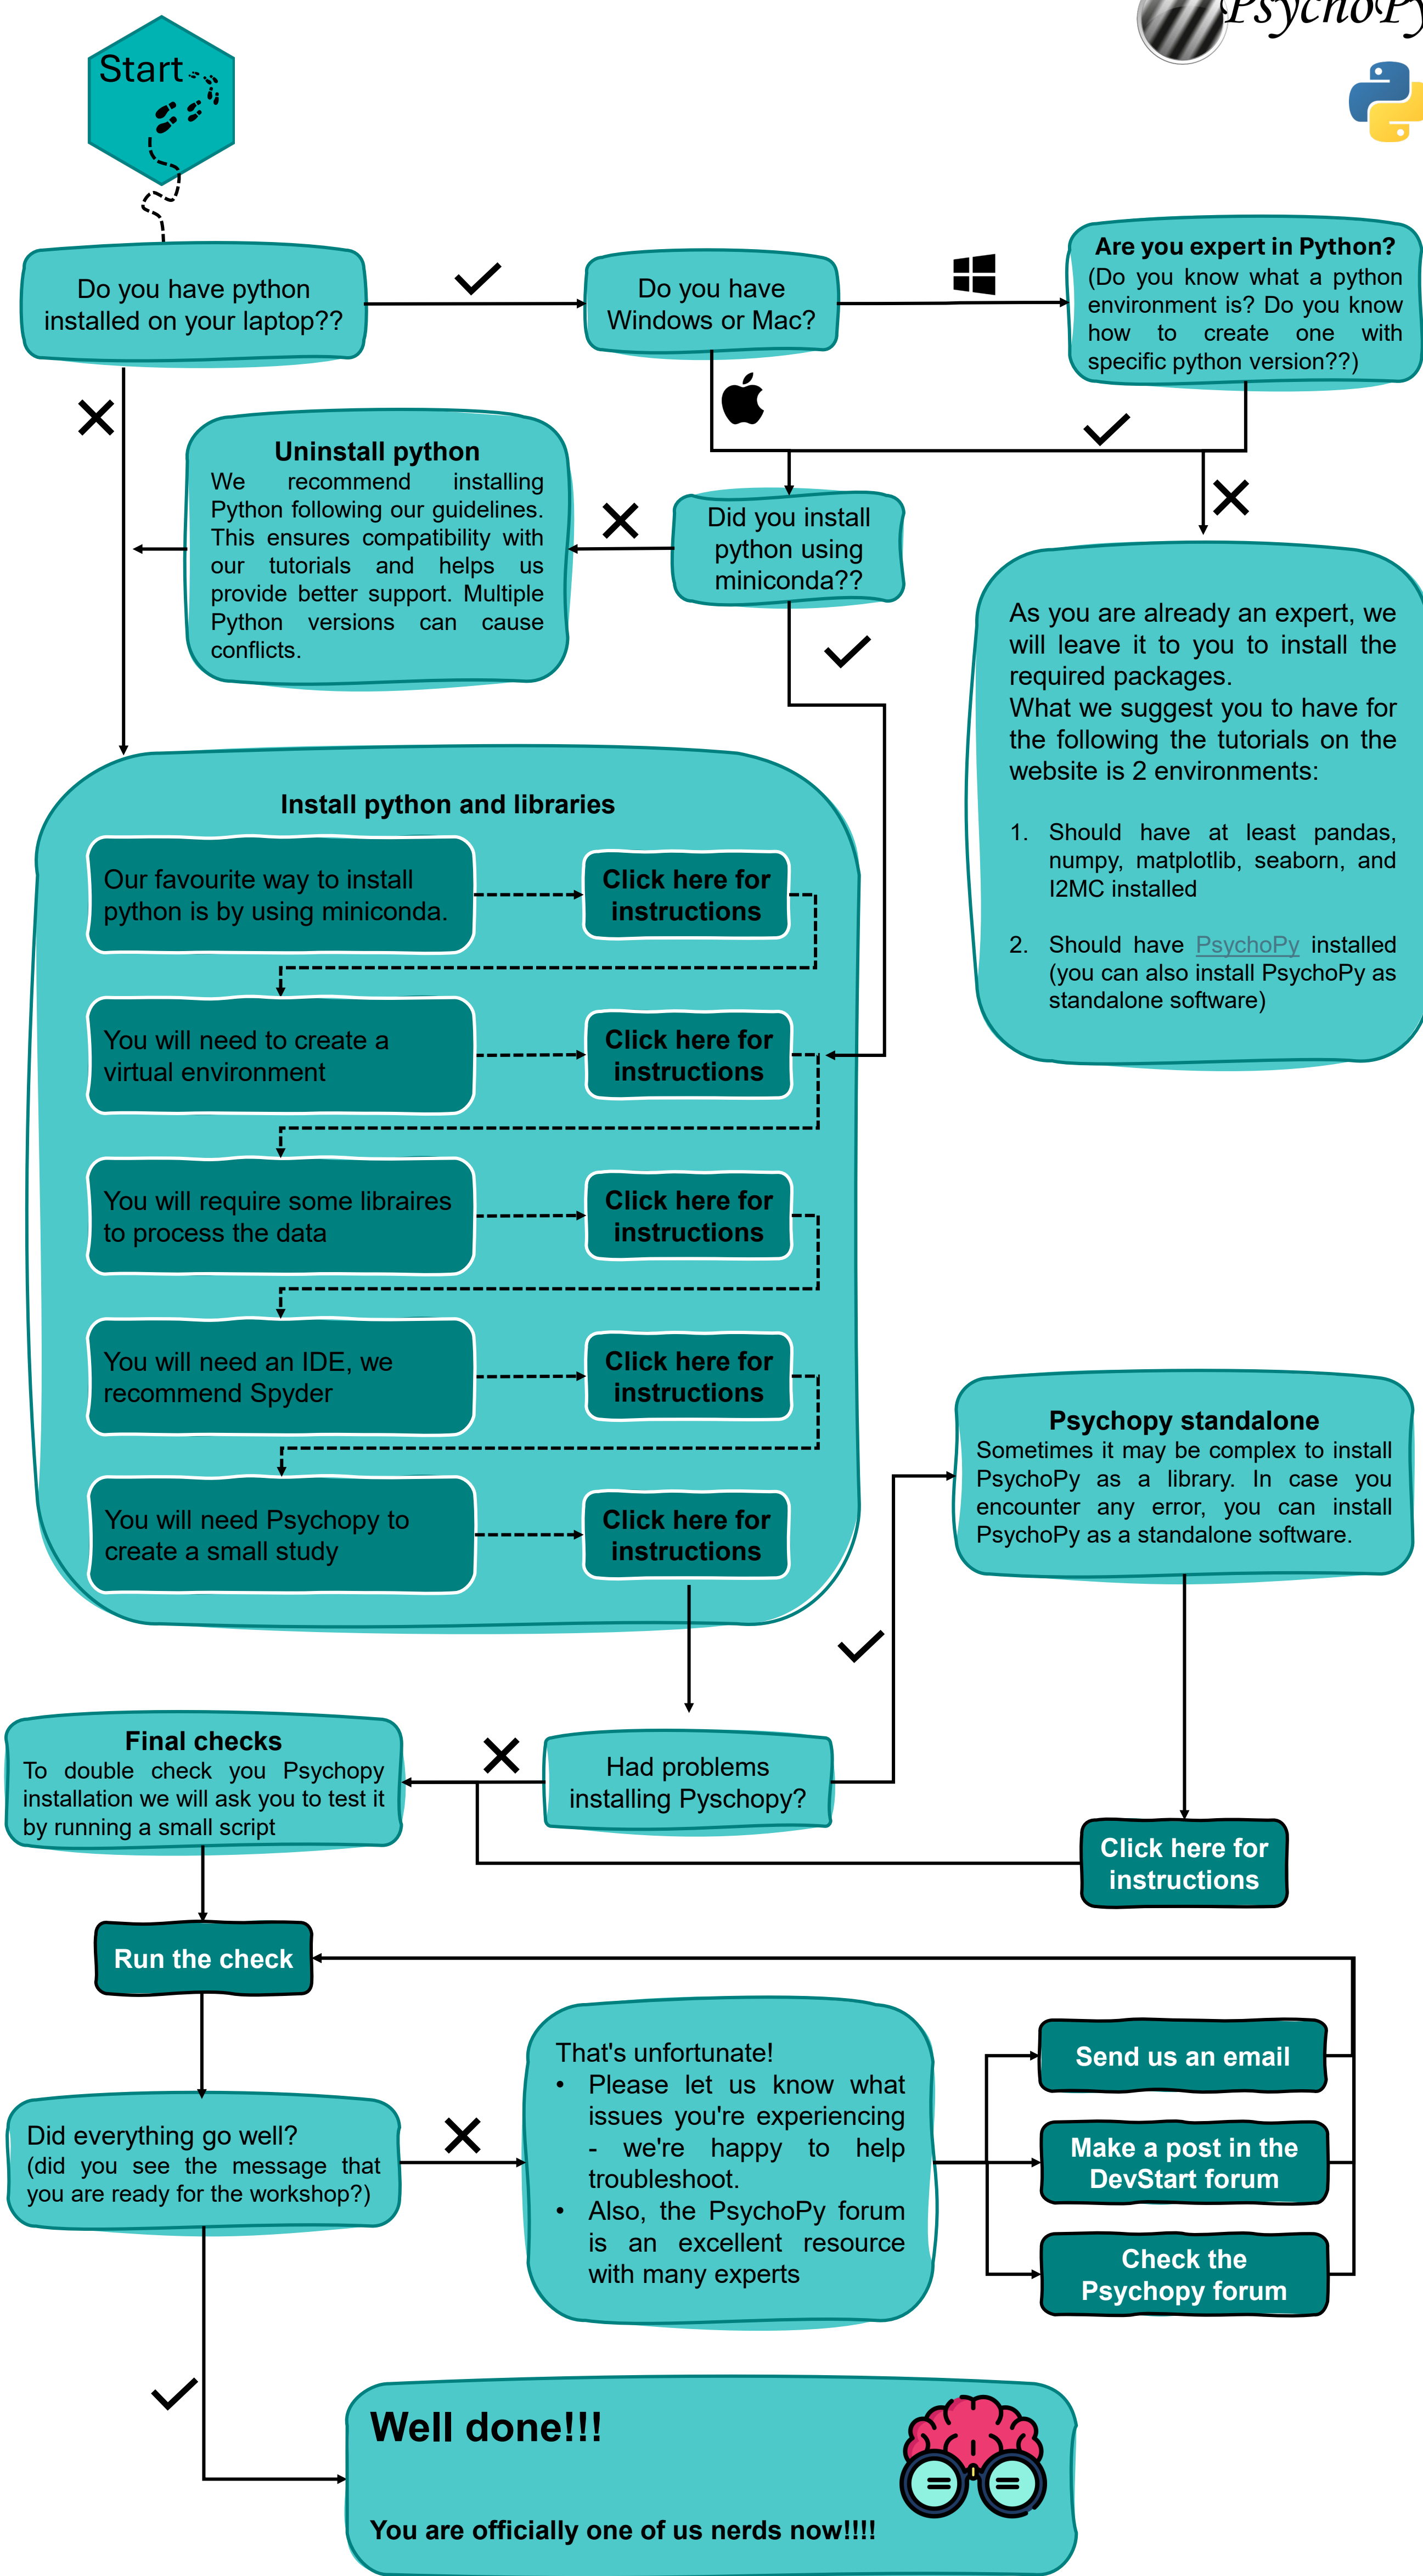 PsychoPy
Start
Do you have python
installed on your laptop??
Do you have
Windows or Mac?
Are you expert in Python?
(Do you know what a python
environment is? Do you know
how to create one with
specific python version??)
Uninstall python
We recommend installing
Python following our guidelines.
This ensures compatibility with
our tutorials and helps us
provide better support. Multiple
Python versions can cause
conflicts.
Did you install
python using
miniconda??
As you are already an expert, we
will leave it to you to install the
required packages.
What we suggest you to have for
the following the tutorials on the
website is 2 environments:
1. Should have at least pandas,
numpy, matplotlib, seaborn, and
I2MC installed
2. Should have PsychoPy installed
(you can also install PsychoPy as
standalone software)
Install python and libraries
Our favourite way to install
python is by using miniconda.
Click here for
instructions
You will need to create a
virtual environment
Click here for
instructions
You will require some libraires
to process the data
Click here for
instructions
You will need an IDE, we
recommend Spyder
Click here for
instructions
You will need Psychopy to
create a small study
Click here for
instructions
Psychopy standalone
Sometimes it may be complex to install
PsychoPy as a library. In case you
encounter any error, you can install
PsychoPy as a standalone software.
Had problems
installing Pyschopy?
Final checks
To double check you Psychopy
installation we will ask you to test it
by running a small script
Click here for
instructions
Run the check
Did everything go well?
(did you see the message that
you are ready for the workshop?)
That's unfortunate!
• Please let us know what
issues you're experiencing
- we're happy to help
troubleshoot.
• Also, the PsychoPy forum
is an excellent resource
with many experts
Send us an email
Make a post in the
DevStart forum
Check the
Psychopy forum
Well done!!!
You are officially one of us nerds now!!!!